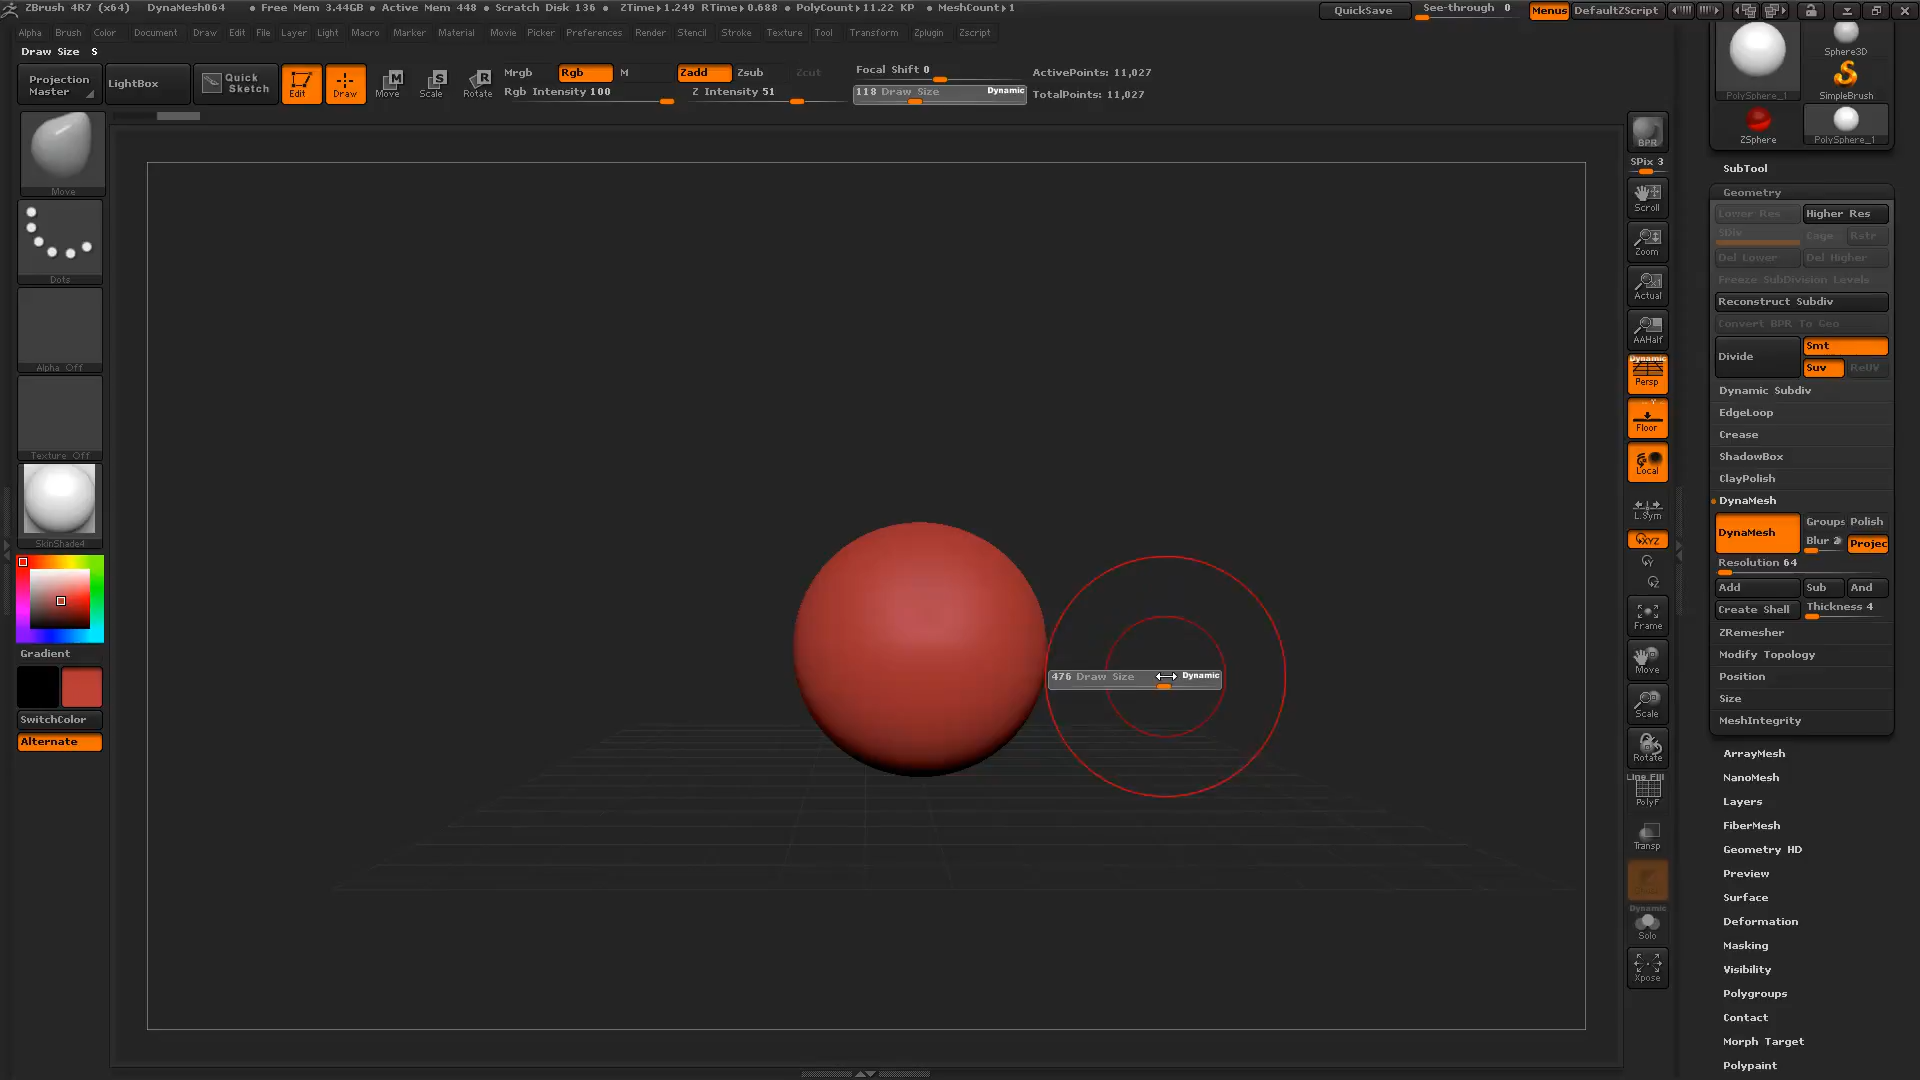 ZBrush 4R7 (x64) DynaMesh064 • Free Mem 3.44GB • Active Mem 448 • Scratch Disk 136 • ZTime▸1.249 RTime▸0.688 • PolyCount▸11.22 KP • MeshCount▸1 QuickSave See-through 0 Menus DefaultZScript
Alpha Brush Color Document Draw Edit File Layer Light Macro Marker Material Movie Picker Preferences Render Stencil Stroke Texture Tool Transform Zplugin Zscript
Draw Size S
Projection Master
LightBox
Quick Sketch
Edit
Draw
Move
Scale
Rotate
Mrgb Rgb M
Rgb Intensity 100
Zadd Zsub Zcut
Z Intensity 51
Focal Shift 0
118 Draw Size Dynamic
ActivePoints: 11,027
TotalPoints: 11,027
Move
Dots
Alpha Off
Texture Off
SkinShade4
Gradient
SwitchColor
Alternate
476 Draw Size Dynamic
BPR
SPix 3
Scroll
Zoom
Actual
AAHalf
Dynamic
Persp
Floor
Local
L.Sym
XYZ
Y
Z
Frame
Move
Scale
Rotate
Line Fill
PolyF
Transp
Dynamic
Solo
Xpose
PolySphere_1
Sphere3D
SimpleBrush
ZSphere
PolySphere_1
SubTool
Geometry
Lower Res Higher Res
SDiv Cage Rstr
Del Lower Del Higher
Freeze SubDivision Levels
Reconstruct Subdiv
Convert BPR To Geo
Divide Smt
Suv ReUV
Dynamic Subdiv
EdgeLoop
Crease
ShadowBox
ClayPolish
DynaMesh
DynaMesh Groups Polish
Blur 2 Projec
Resolution 64
Add Sub And
Create Shell Thickness 4
ZRemesher
Modify Topology
Position
Size
MeshIntegrity
ArrayMesh
NanoMesh
Layers
FiberMesh
Geometry HD
Preview
Surface
Deformation
Masking
Visibility
Polygroups
Contact
Morph Target
Polypaint